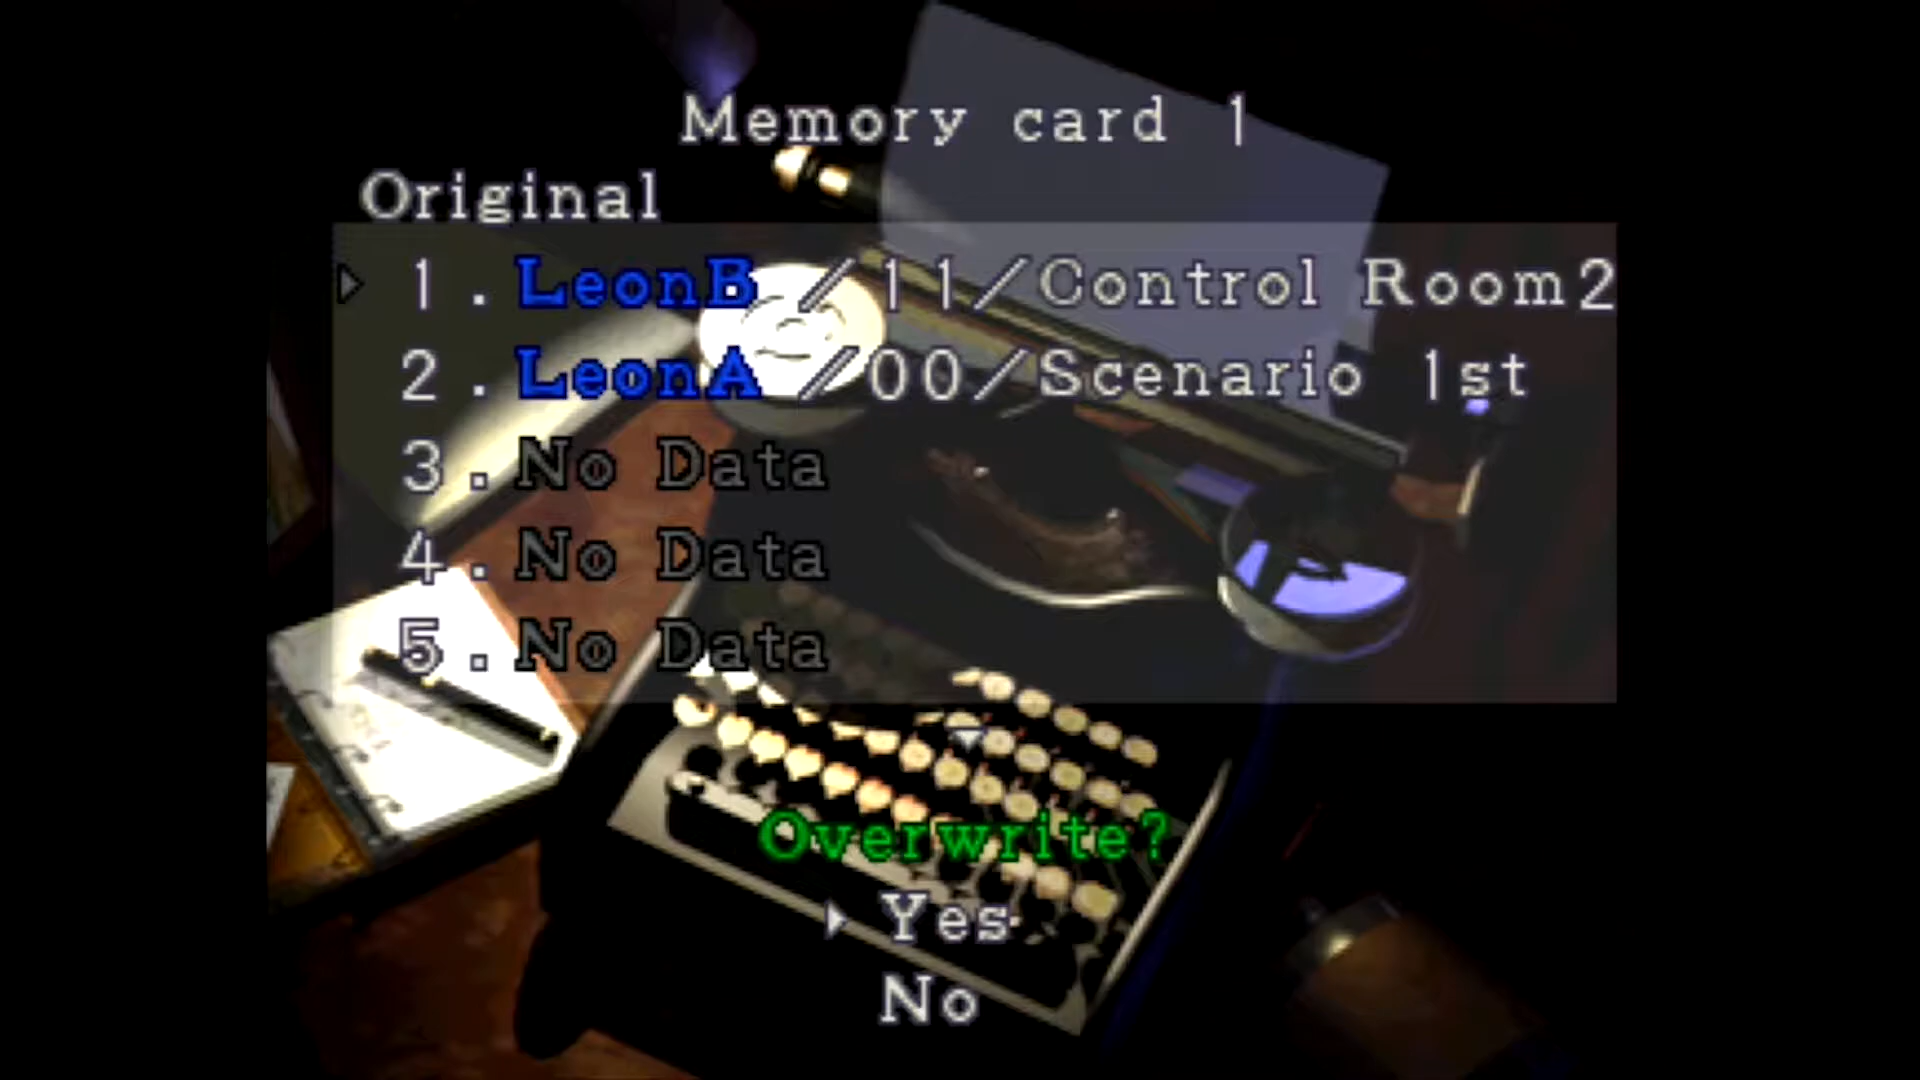 Memory card 1
Original
1. LeonB /11/Control Room2
2. LeonA /00/Scenario 1st
3. No Data
4. No Data
5. No Data
Overwrite?
Yes
No